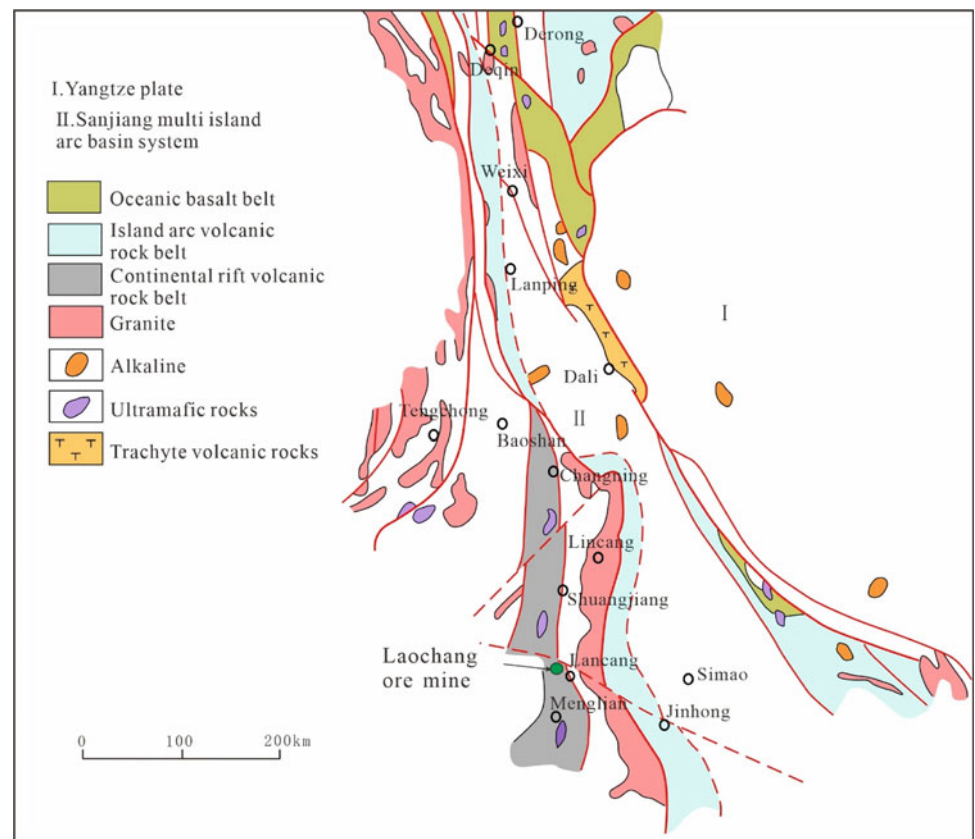 I.Yangtze plate
II.Sanjiang multi island
arc basin system
Oceanic basalt belt
Island arc volcanic
rock belt
Continental rift volcanic
rock belt
Granite
Alkaline
Ultramafic rocks
Trachyte volcanic rocks
Derong
Deqin
Weixi
Lanping
I
Dali
II
Tengchong
Baoshan
Changning
Lincang
Shuangjiang
Laochang
ore mine
Lancang
Simao
Menglian
Jinhong
0 100 200km